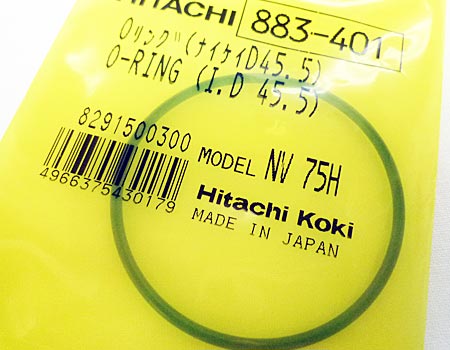 HITACHI 883-401
Oリング(ナイケイD45.5)
O-RING (I.D 45.5)
8291500300
MODEL NV 75H
4966375430179
Hitachi Koki
MADE IN JAPAN